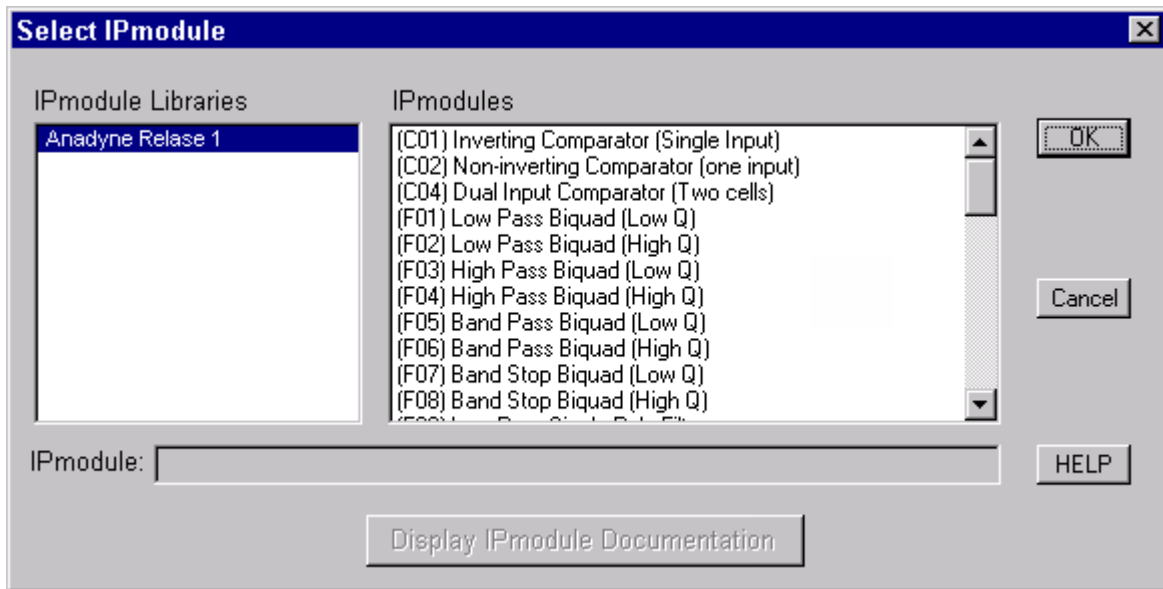 Select IPmodule
IPmodule Libraries
IPmodules
Anadyne Relase 1
(C01) Inverting Comparator (Single Input)
(C02) Non-inverting Comparator (one input)
(C04) Dual Input Comparator (Two cells)
(F01) Low Pass Biquad (Low Q)
(F02) Low Pass Biquad (High Q)
(F03) High Pass Biquad (Low Q)
(F04) High Pass Biquad (High Q)
(F05) Band Pass Biquad (Low Q)
(F06) Band Pass Biquad (High Q)
(F07) Band Stop Biquad (Low Q)
(F08) Band Stop Biquad (High Q)
OK
Cancel
IPmodule:
HELP
Display IPmodule Documentation